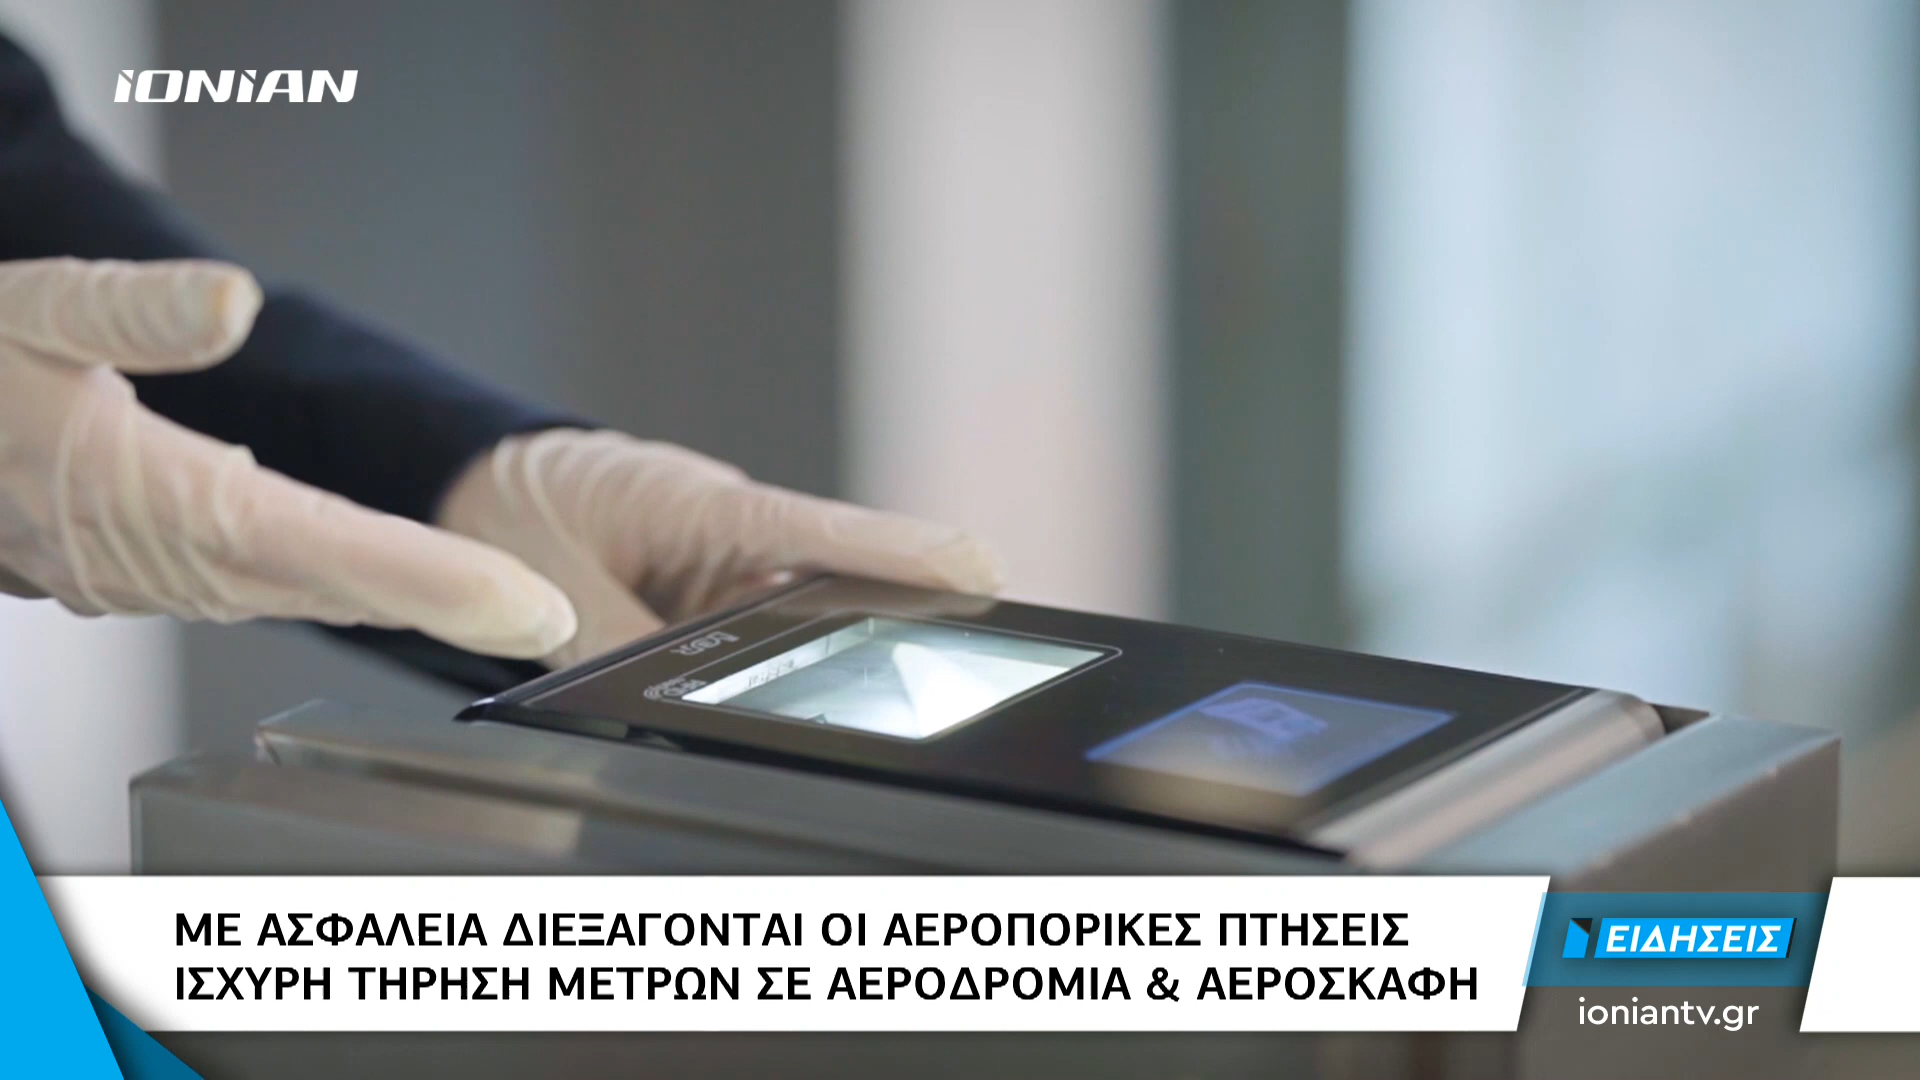 IONIAN
ΜΕ ΑΣΦΑΛΕΙΑ ΔΙΕΞΑΓΟΝΤΑΙ ΟΙ ΑΕΡΟΠΟΡΙΚΕΣ ΠΤΗΣΕΙΣ
ΙΣΧΥΡΗ ΤΗΡΗΣΗ ΜΕΤΡΩΝ ΣΕ ΑΕΡΟΔΡΟΜΙΑ & ΑΕΡΟΣΚΑΦΗ
ΕΙΔΗΣΕΙΣ
ioniantv.gr